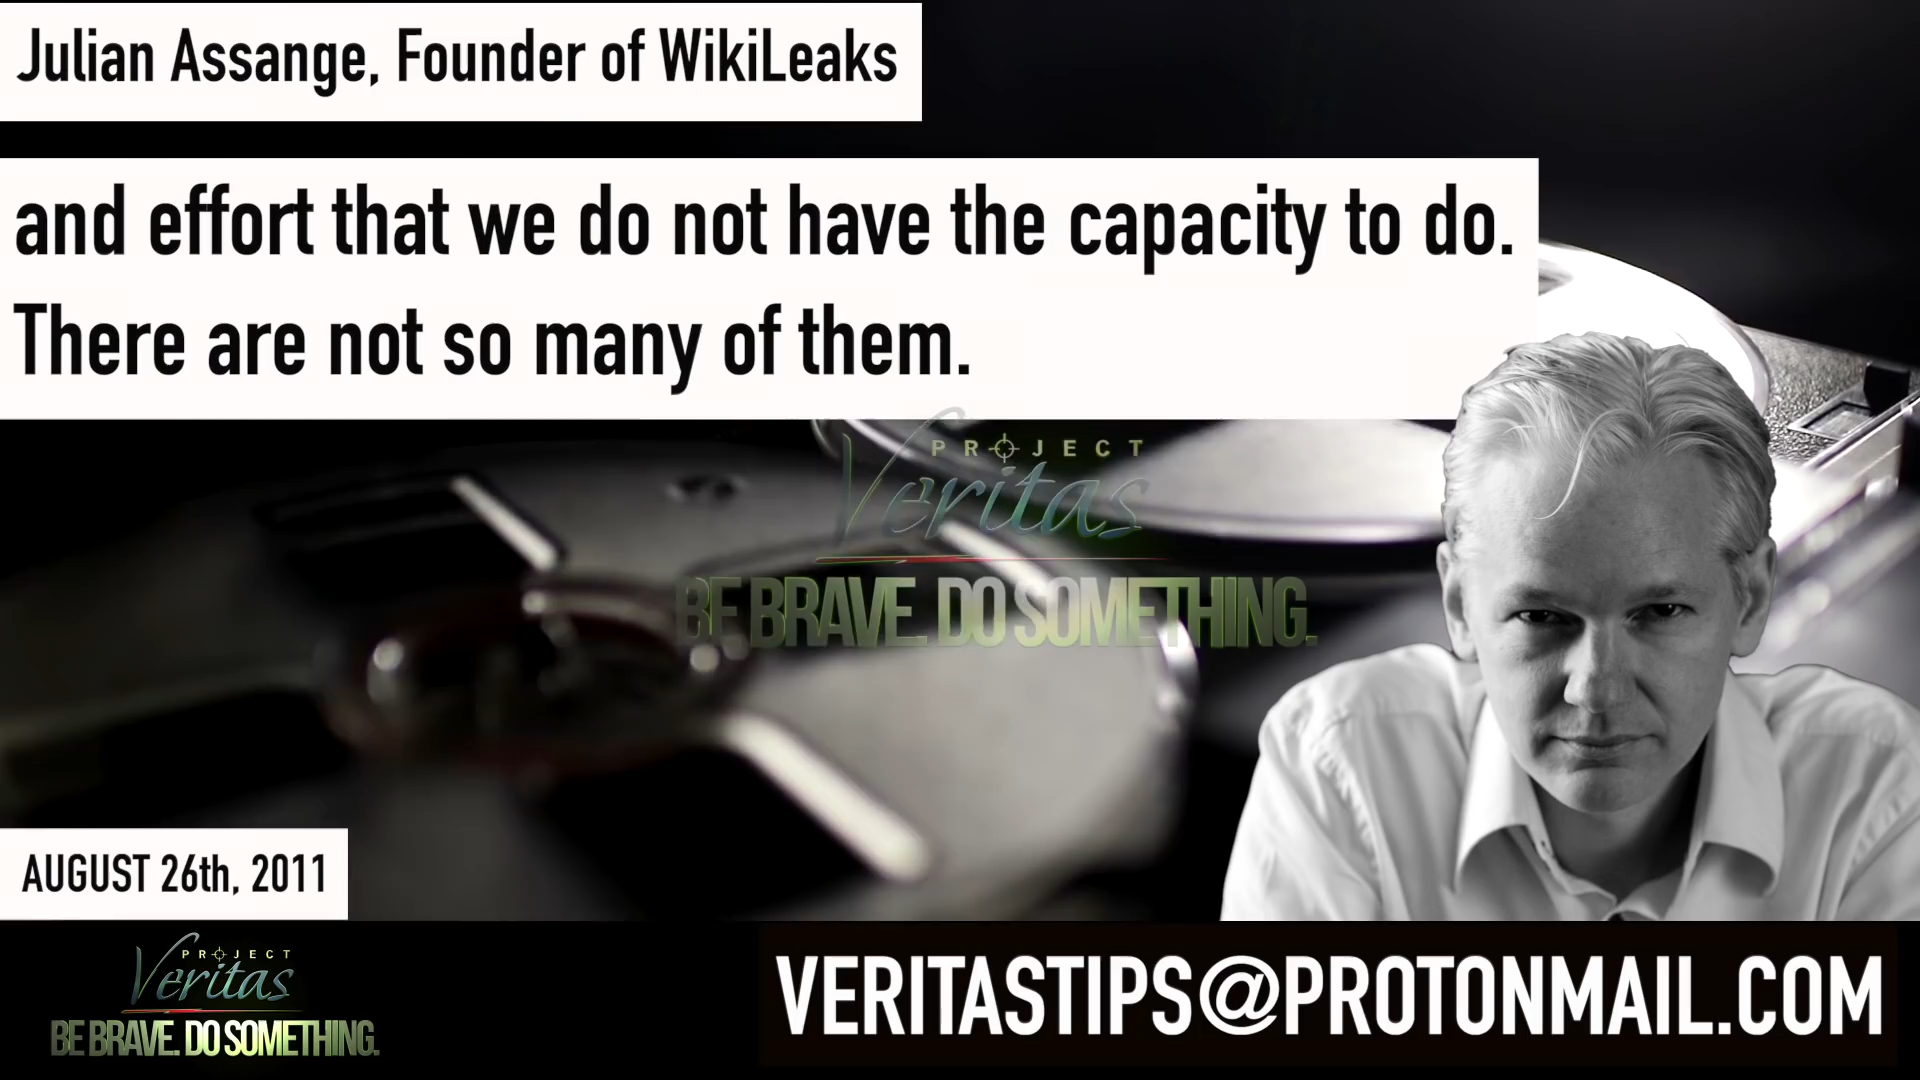 Julian Assange, Founder of WikiLeaks
and effort that we do not have the capacity to do.
There are not so many of them.
PROJECT
Veritas
BE BRAVE. DO SOMETHING.
AUGUST 26th, 2011
PROJECT
Veritas
BE BRAVE. DO SOMETHING.
VERITASTIPS@PROTONMAIL.COM